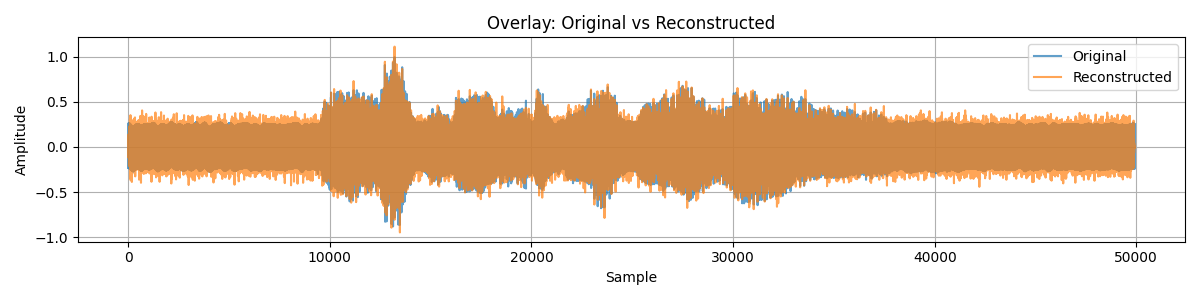 Overlay: Original vs Reconstructed
Original
Reconstructed
Amplitude
1.0
0.5
0.0
−0.5
−1.0
0 10000 20000 30000 40000 50000
Sample